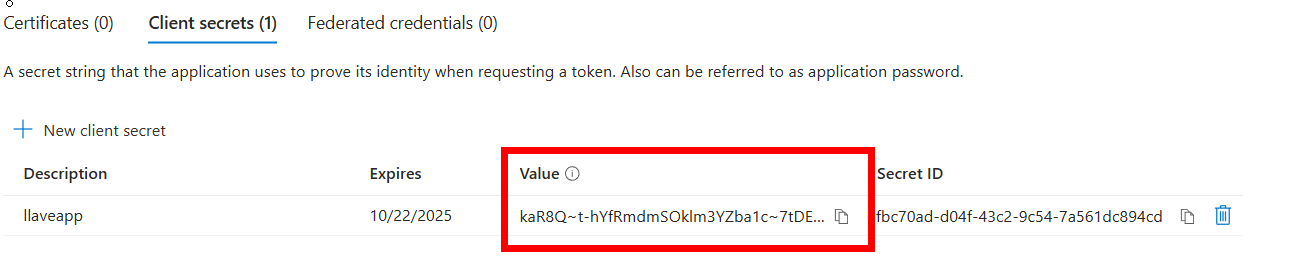 Certificates (0) Client secrets (1) Federated credentials (0)
A secret string that the application uses to prove its identity when requesting a token. Also can be referred to as application password.
New client secret
Description Expires Value Secret ID
llaveapp 10/22/2025 kaR8Q~t-hYfRmdmSOklm3YZba1c~7tDE... fbc70ad-d04f-43c2-9c54-7a561dc894cd